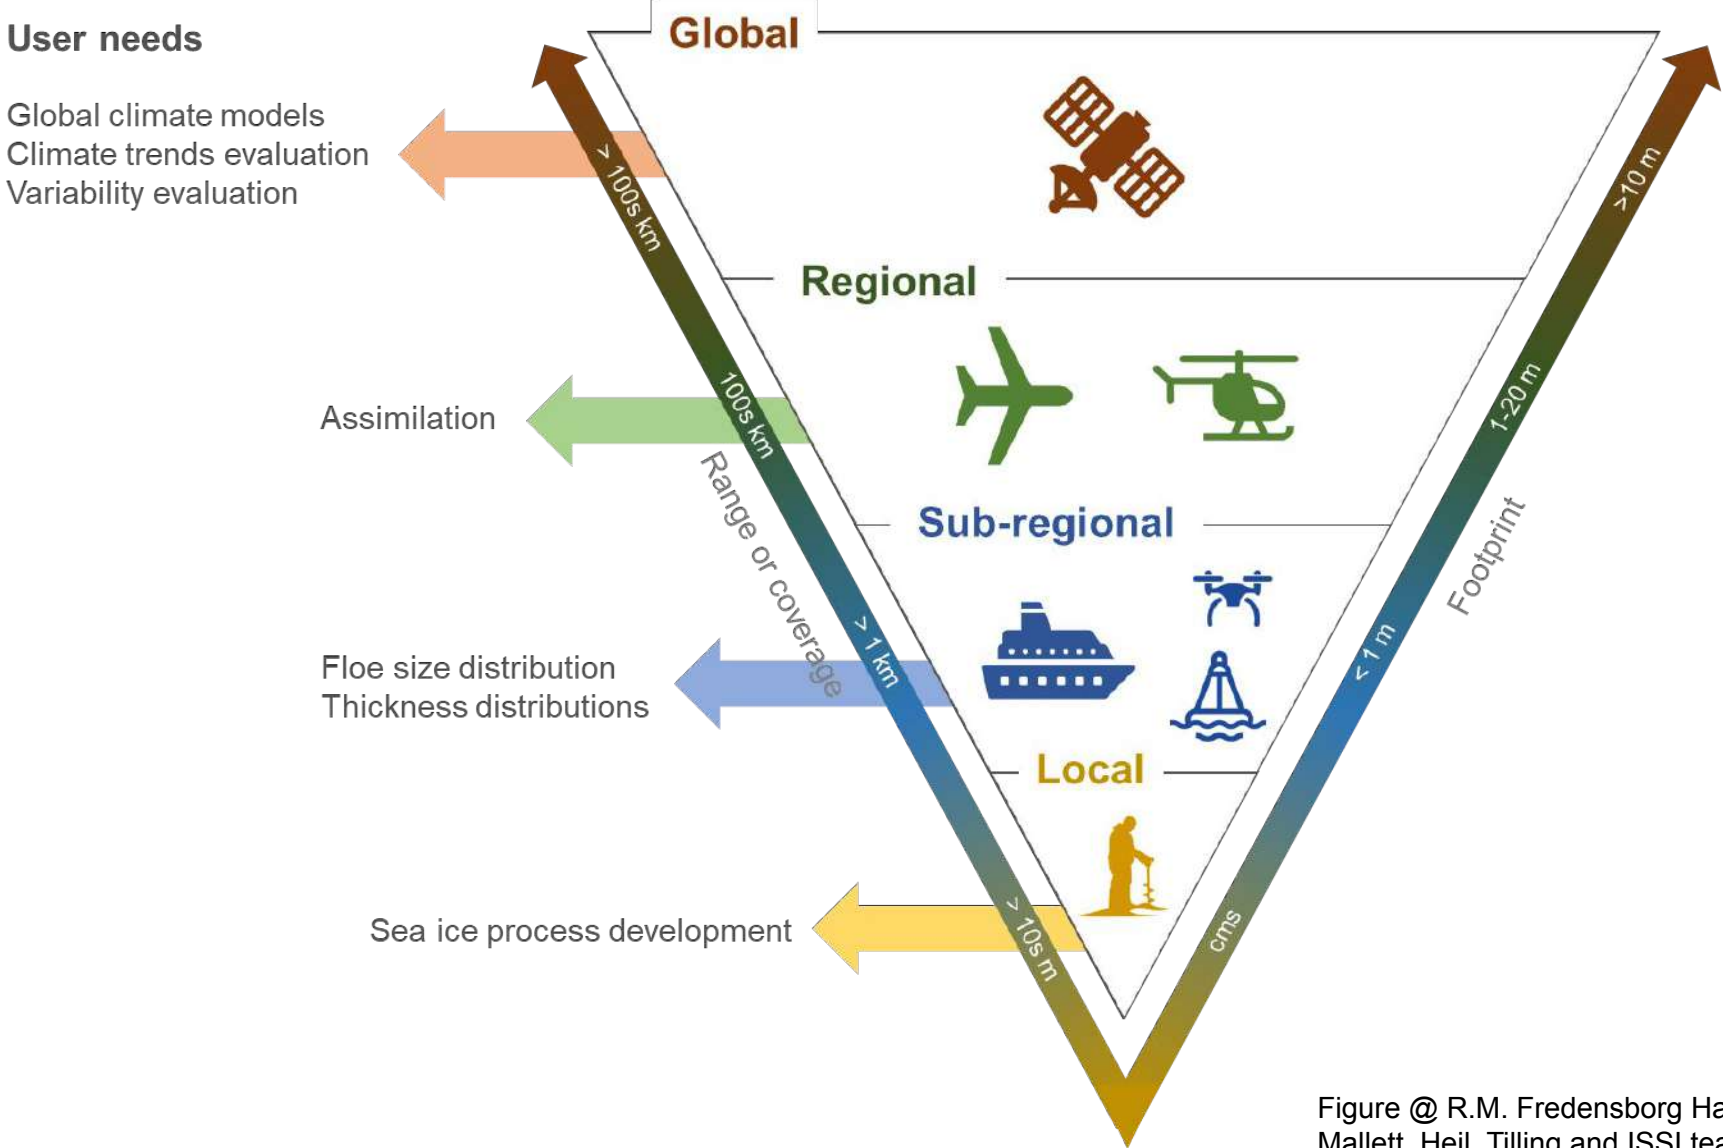 User needs
Global climate models
Climate trends evaluation
Variability evaluation
Assimilation
Floe size distribution
Thickness distributions
Sea ice process development
Global
Regional
Sub-regional
Local
> 100s km
100s km
> 1 km
> 10s m
Range or coverage
>10 m
1-20 m
< 1 m
cms
Footprint
Figure @ R.M. Fredensborg
Mallett, Heil, Tilling and ISSI